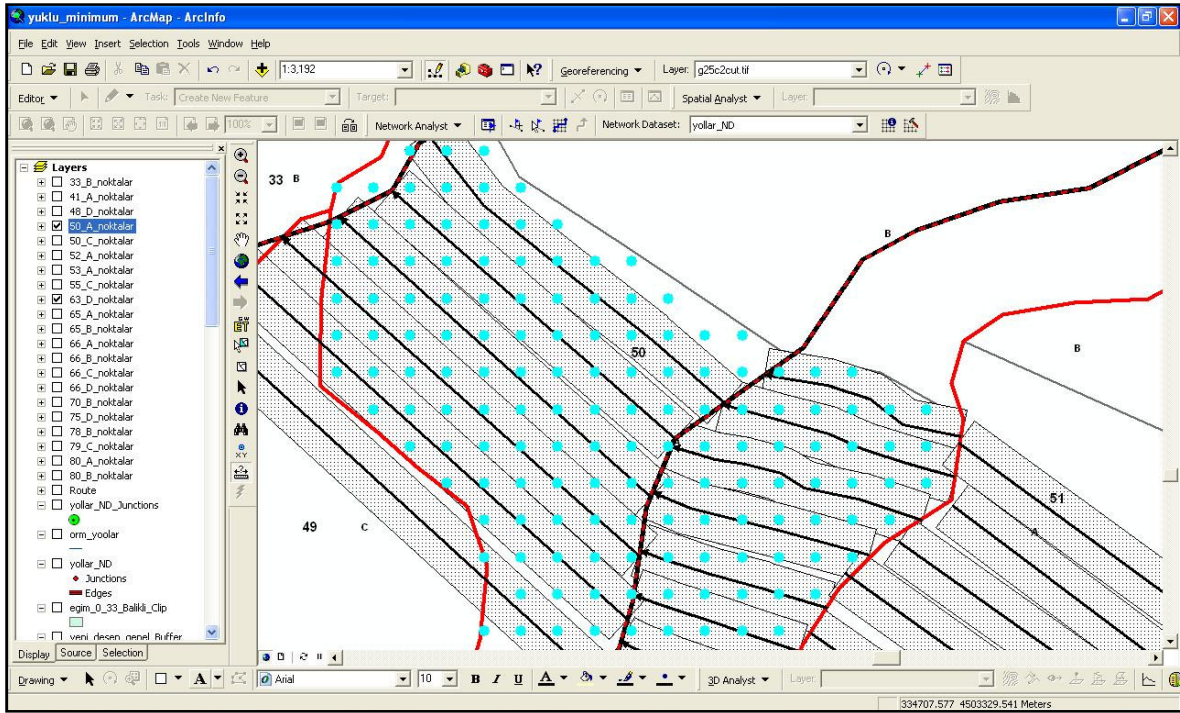 yuklu_minimum - ArcMap - ArcInfo
File Edit View Insert Selection Tools Window Help
1:3,192 Georeferencing Layer: g25c2cut.tif
Editor Task: Create New Feature Target: Spatial Analyst Layer:
100% Network Analyst Network Dataset: yollar_ND
Layers
33_B_noktalar
41_A_noktalar
48_D_noktalar
50_A_noktalar
50_C_noktalar
52_A_noktalar
53_A_noktalar
55_C_noktalar
63_D_noktalar
65_A_noktalar
65_B_noktalar
66_A_noktalar
66_B_noktalar
66_C_noktalar
66_D_noktalar
70_B_noktalar
75_D_noktalar
78_B_noktalar
79_C_noktalar
80_A_noktalar
80_B_noktalar
Route
yollar_ND_Junctions
orm_yoolar
yollar_ND
Junctions
Edges
egim_0_33_Balikli_Clip
yeni_desen_genel_Buffer
Display Source Selection
33 B
B
50
B
51
A
49 C
Drawing A Arial 10 B I U A 3D Analyst Layer:
334707.577 4503329.541 Meters